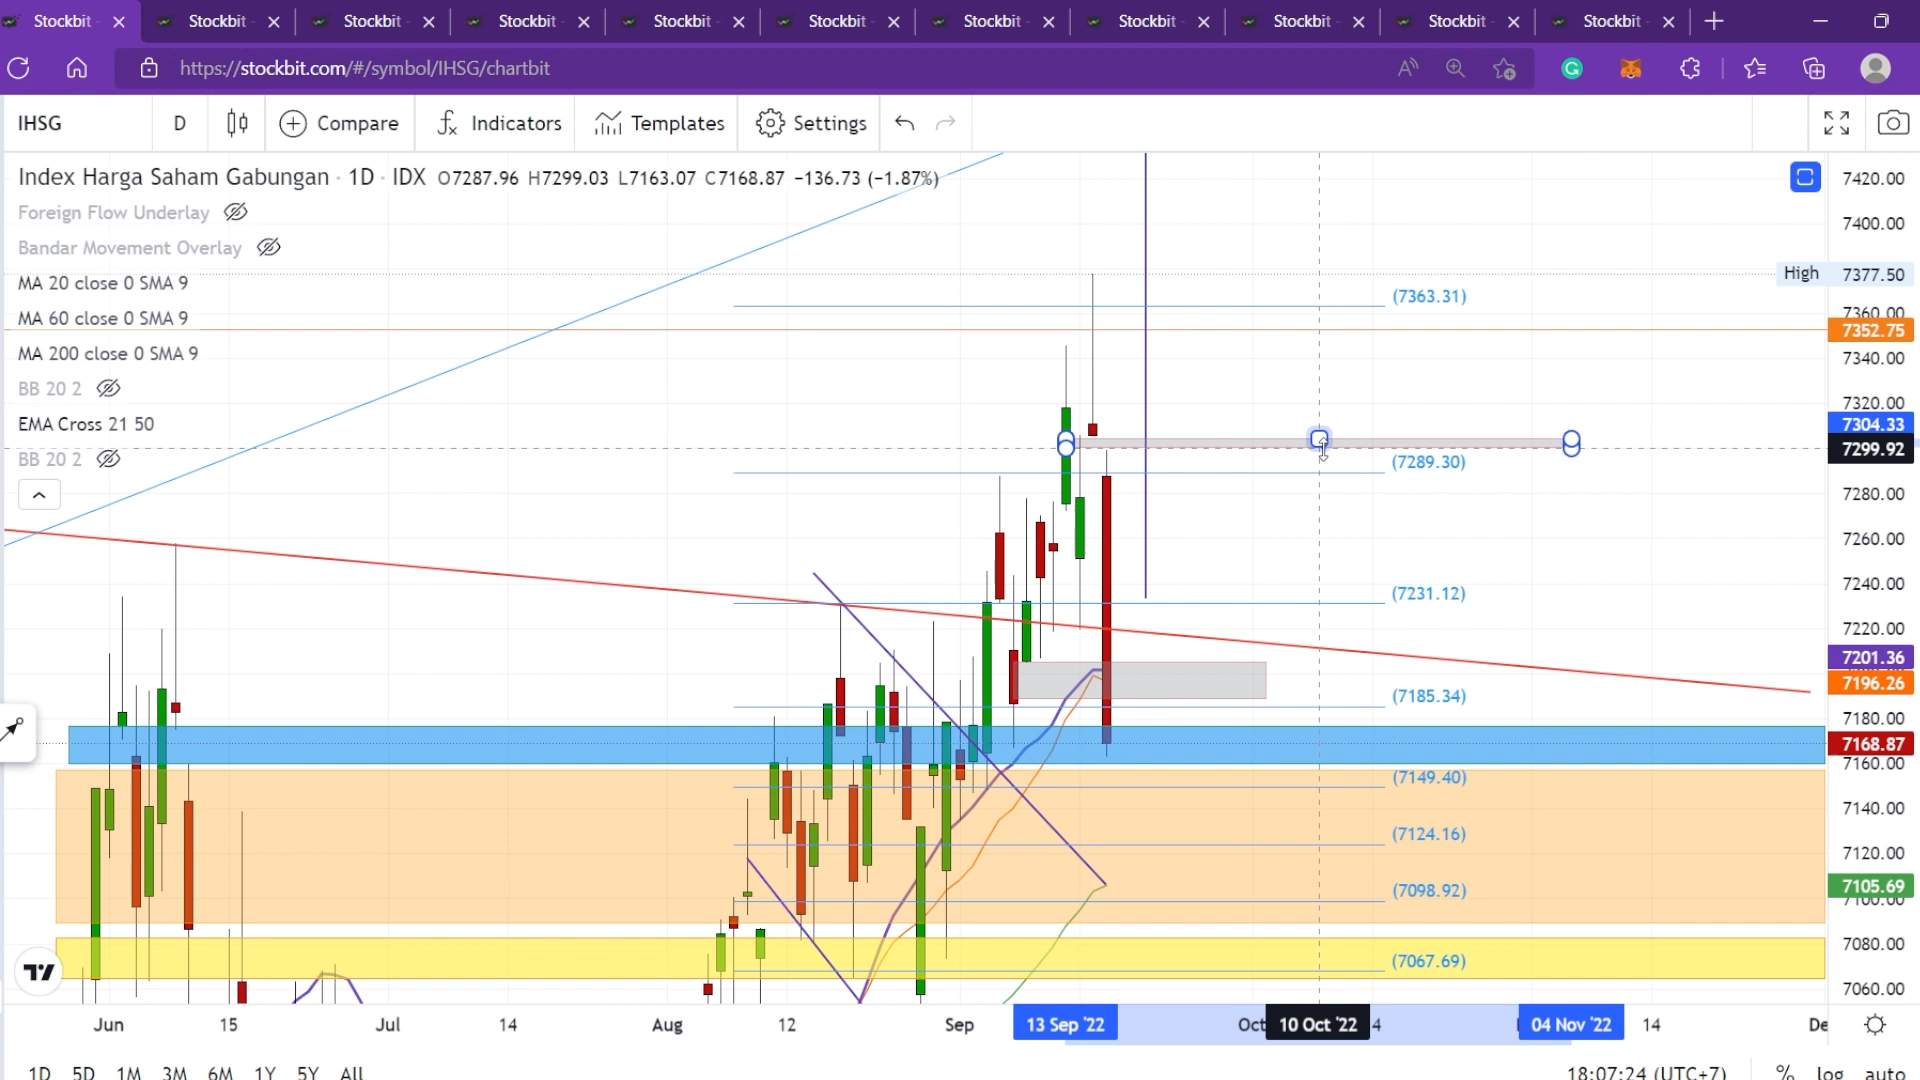 Stockbit Stockbit Stockbit Stockbit Stockbit Stockbit Stockbit Stockbit Stockbit Stockbit Stockbit
https://stockbit.com/#/symbol/IHSG/chartbit
IHSG D Compare Indicators Templates Settings
Index Harga Saham Gabungan · 1D · IDX O7287.96 H7299.03 L7163.07 C7168.87 −136.73 (−1.87%)
Foreign Flow Underlay
Bandar Movement Overlay
MA 20 close 0 SMA 9
MA 60 close 0 SMA 9
MA 200 close 0 SMA 9
BB 20 2
EMA Cross 21 50
BB 20 2
(7363.31)
(7289.30)
(7231.12)
(7185.34)
(7149.40)
(7124.16)
(7098.92)
(7067.69)
7420.00
7400.00
High 7377.50
7360.00
7352.75
7340.00
7320.00
7304.33
7299.92
7280.00
7260.00
7240.00
7220.00
7201.36
7196.26
7180.00
7168.87
7160.00
7140.00
7120.00
7105.69
7100.00
7080.00
7060.00
Jun 15 Jul 14 Aug 12 Sep 13 Sep '22 Oct 10 Oct '22 4 04 Nov '22 14 De
1D 5D 1M 3M 6M 1Y 5Y All 18:07:24 (UTC+7) % log auto